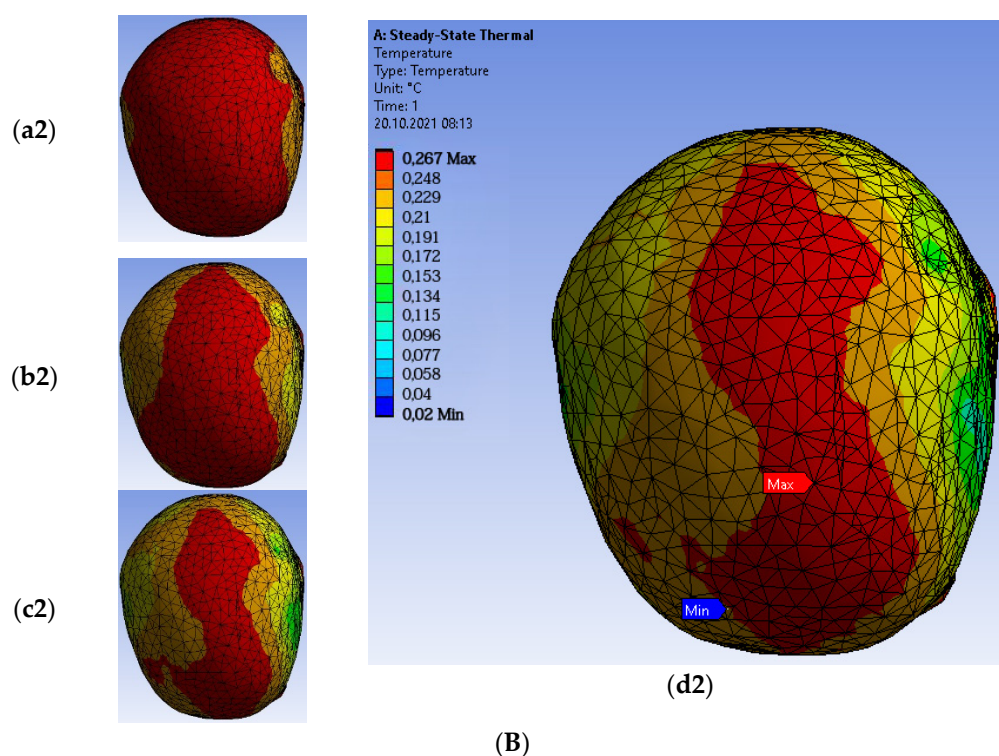 (a2)
(b2)
(c2)
A: Steady-State Thermal
Temperature
Type: Temperature
Unit: °C
Time: 1
20.10.2021 08:13
0,267 Max
0,248
0,229
0,21
0,191
0,172
0,153
0,134
0,115
0,096
0,077
0,058
0,04
0,02 Min
Max
Min
(d2)
(B)